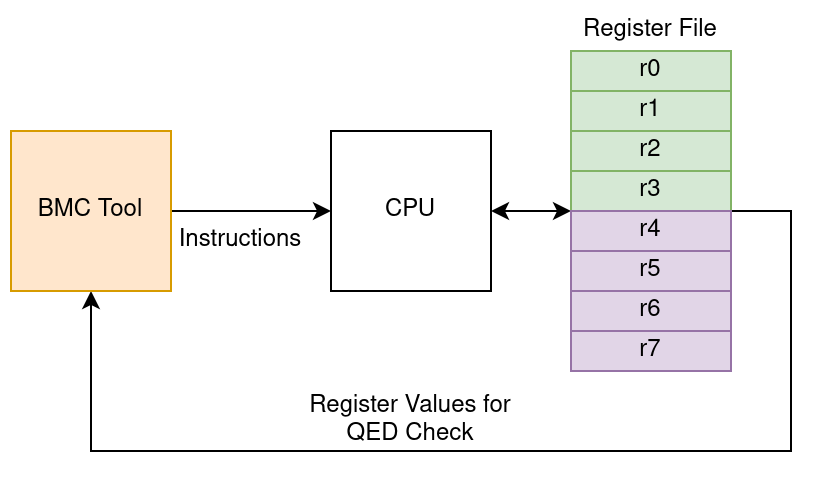 Register File
r0
r1
r2
r3
r4
r5
r6
r7
BMC Tool
Instructions
CPU
Register Values for
QED Check